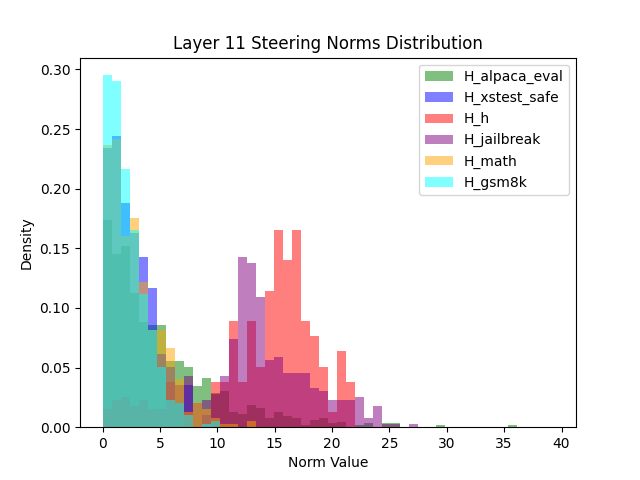 Layer 11 Steering Norms Distribution
H_alpaca_eval
H_xstest_safe
H_h
H_jailbreak
H_math
H_gsm8k
0.30
0.25
0.20
0.15
0.10
0.05
0.00
Density
0 5 10 15 20 25 30 35 40
Norm Value